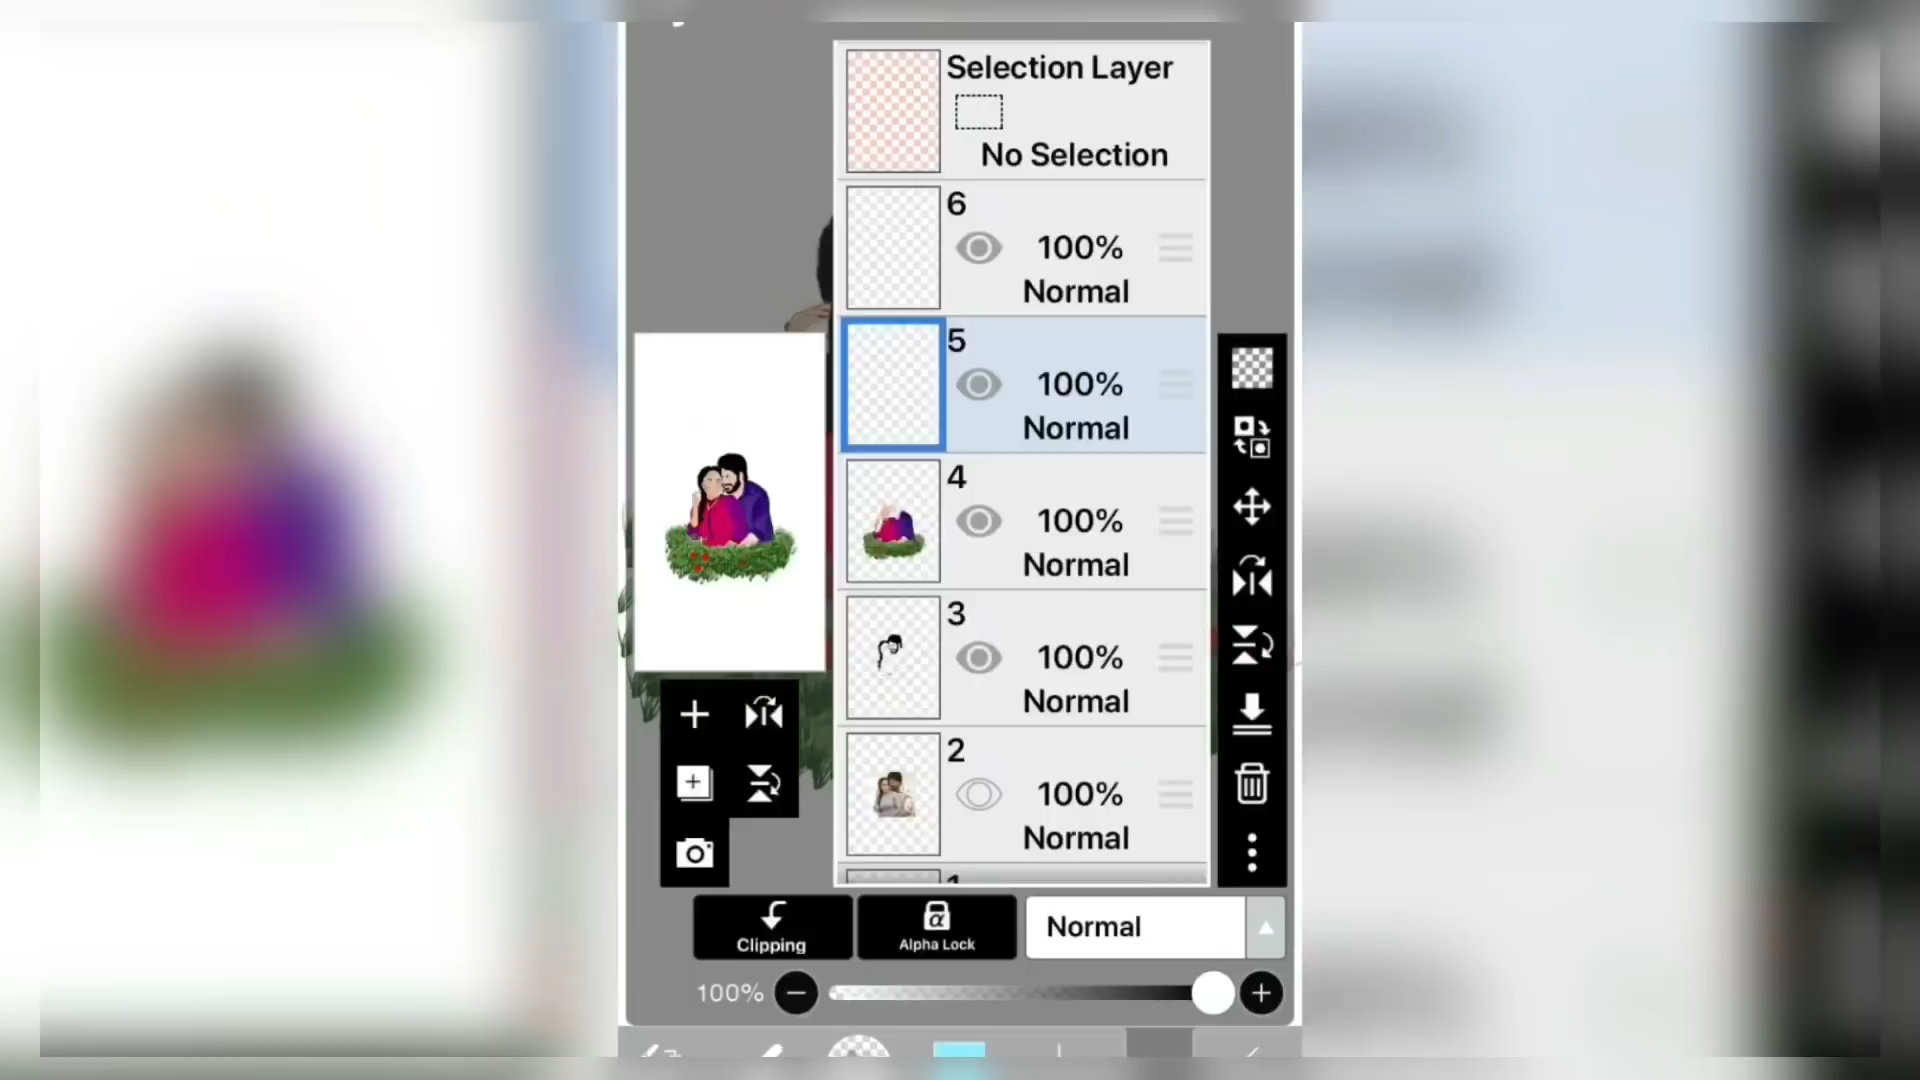 Selection Layer
No Selection
6
100%
Normal
5
100%
Normal
4
100%
Normal
3
100%
Normal
2
100%
Normal
Clipping
α
Alpha Lock
Normal
100%